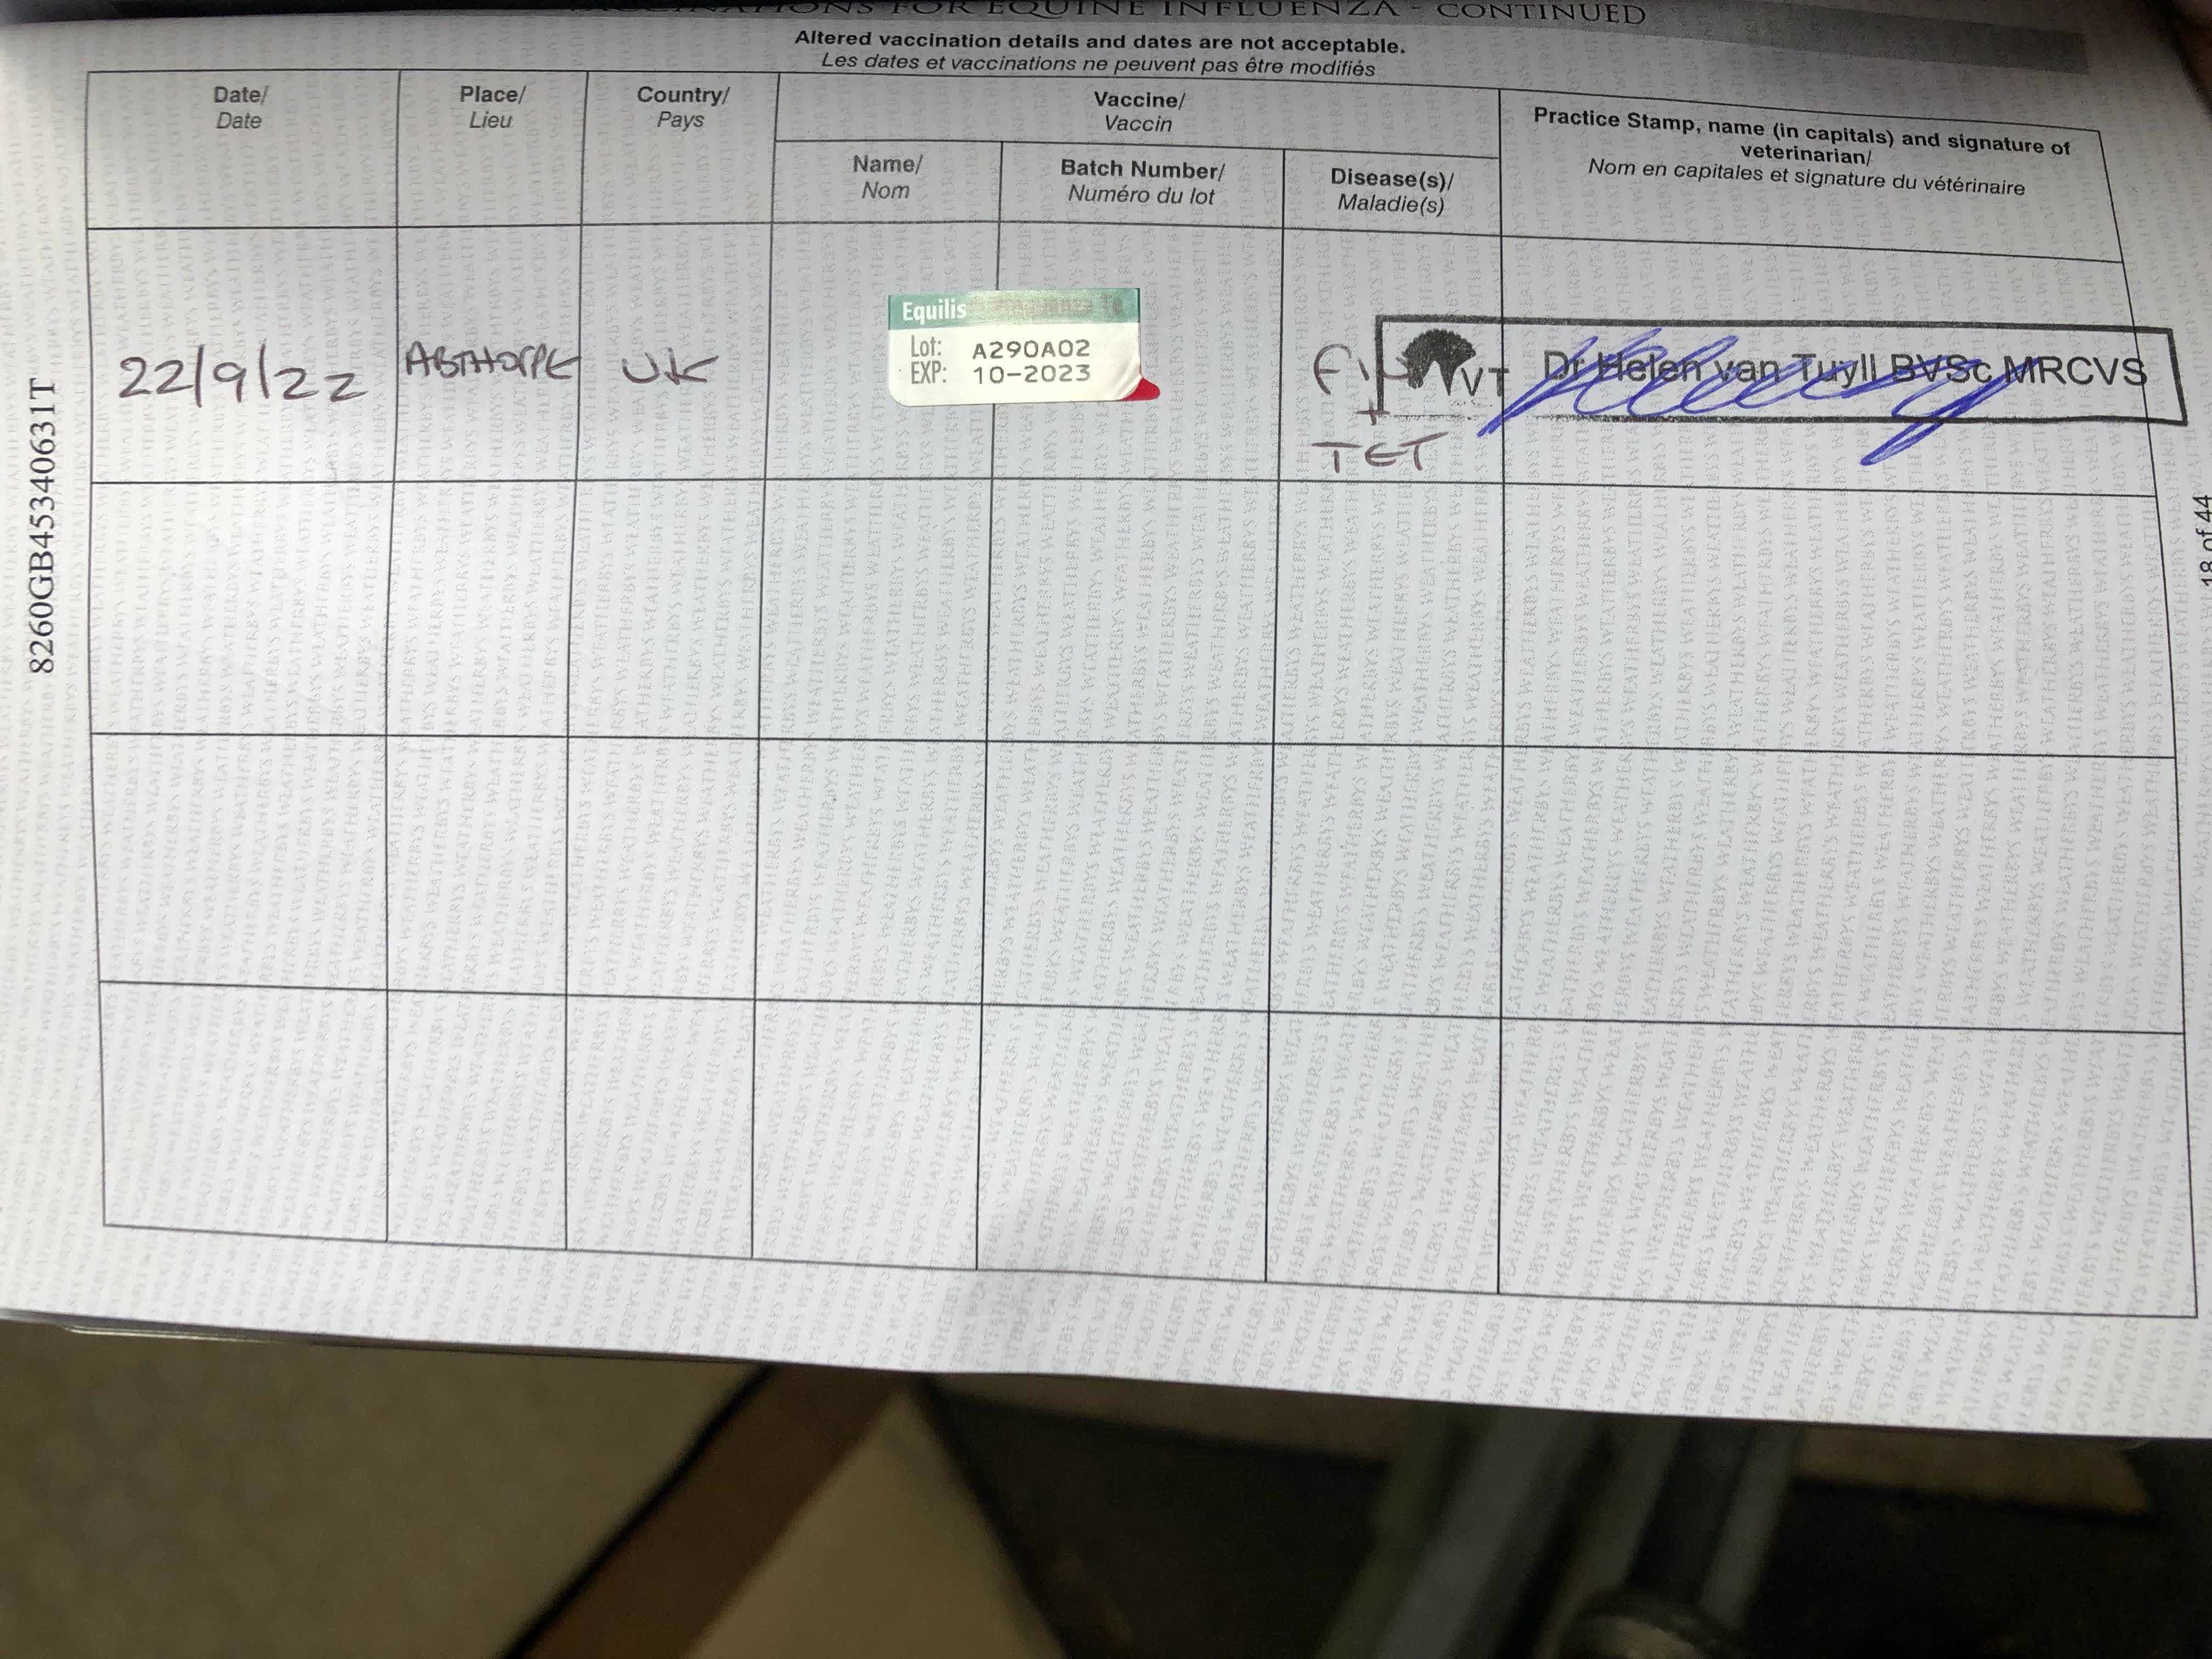 VACCINATIONS FOR EQUINE INFLUENZA - CONTINUED
Altered vaccination details and dates are not acceptable.
Les dates et vaccinations ne peuvent pas être modifiés
Date/
Date
Place/
Lieu
Country/
Pays
Vaccine/
Vaccin
Name/
Nom
Batch Number/
Numéro du lot
Disease(s)/
Maladie(s)
Practice Stamp, name (in capitals) and signature of
veterinarian/
Nom en capitales et signature du vétérinaire
22/9/22
ABTHORPE
UK
Equilis
Lot: A290A02
EXP: 10-2023
Flu
+
TET
VT Dr Helen van Tuyll BVSc MRCVS
8260GB45340631T
18 of 44